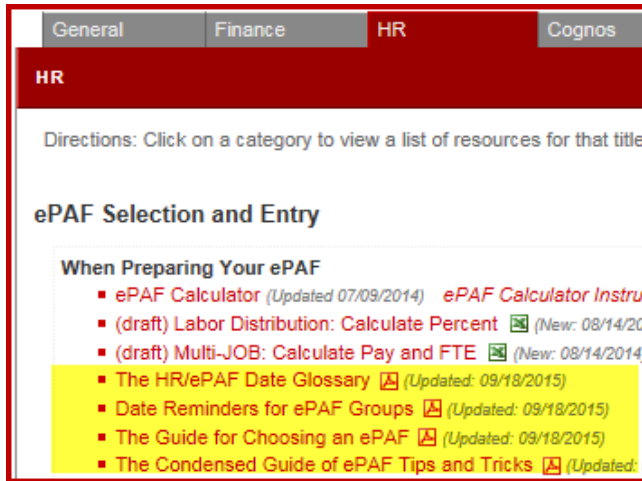 General Finance HR Cognos
HR
Directions: Click on a category to view a list of resources for that title
ePAF Selection and Entry
When Preparing Your ePAF
ePAF Calculator (Updated 07/09/2014) ePAF Calculator Instru
(draft) Labor Distribution: Calculate Percent (New: 08/14/20
(draft) Multi-JOB: Calculate Pay and FTE (New: 08/14/2014)
The HR/ePAF Date Glossary (Updated: 09/18/2015)
Date Reminders for ePAF Groups (Updated: 09/18/2015)
The Guide for Choosing an ePAF (Updated: 09/18/2015)
The Condensed Guide of ePAF Tips and Tricks (Updated: